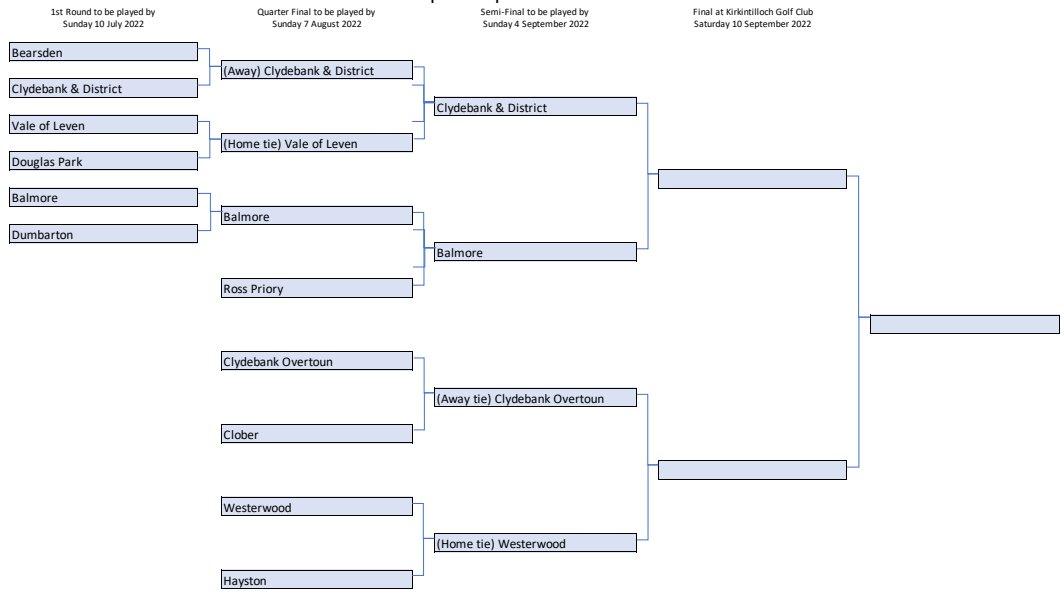 1st Round to be played by
Sunday 10 July 2022
Quarter Final to be played by
Sunday 7 August 2022
Semi-Final to be played by
Sunday 4 September 2022
Final at Kirkintilloch Golf Club
Saturday 10 September 2022
Bearsden
Clydebank & District
Vale of Leven
Douglas Park
Balmore
Dumbarton
(Away) Clydebank & District
(Home tie) Vale of Leven
Balmore
Ross Priory
Clydebank Overtoun
Clober
Westerwood
Hayston
Clydebank & District
Balmore
(Away tie) Clydebank Overtoun
(Home tie) Westerwood